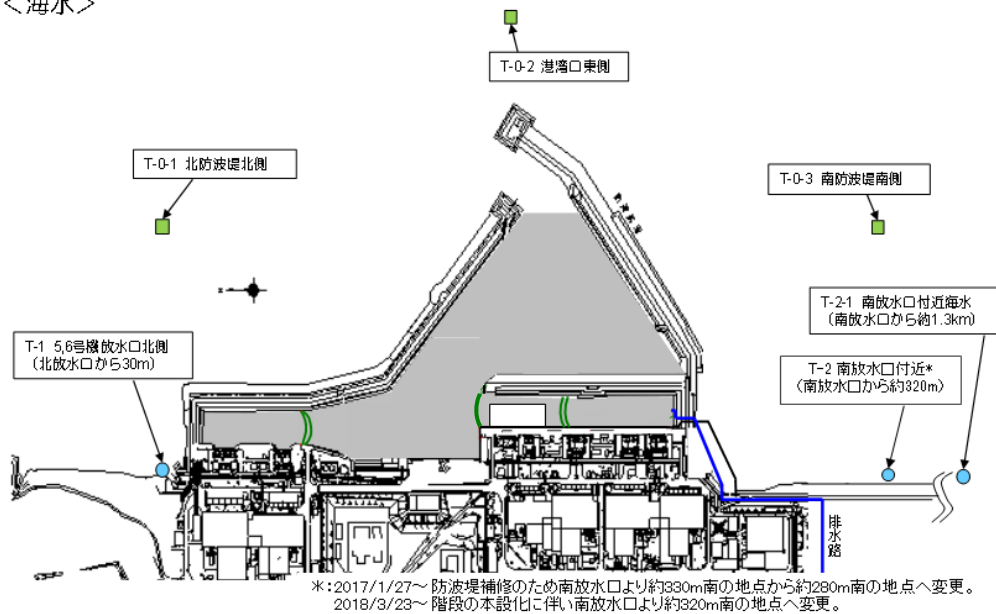 ＜海水＞
T-0-2 港湾口東側
T-0-1 北防波堤北側
T-0-3 南防波堤南側
T-2-1 南放水口付近海水
（南放水口から約1.3km）
T-1 5,6号機放水口北側
（北放水口から30m）
T-2 南放水口付近*
（南放水口から約320m）
排水路
＊:2017/1/27～ 防波堤補修のため南放水口より約330m南の地点から約280m南の地点へ変更。
2018/3/23～ 階段の本設化に伴い南放水口より約320m南の地点へ変更。